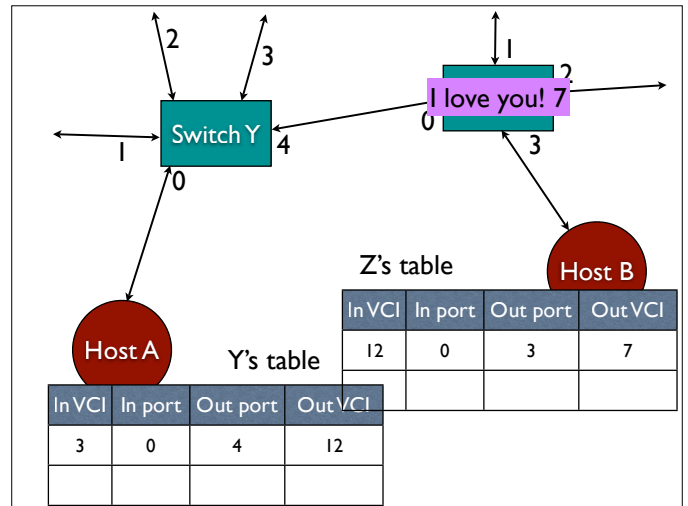 2
3
1
2
I love you! 7
0
3
Switch Y
4
1
0
Z's table
Host B
In VCI In port Out port Out VCI
12 0 3 7
Host A
Y's table
In VCI In port Out port Out VCI
3 0 4 12